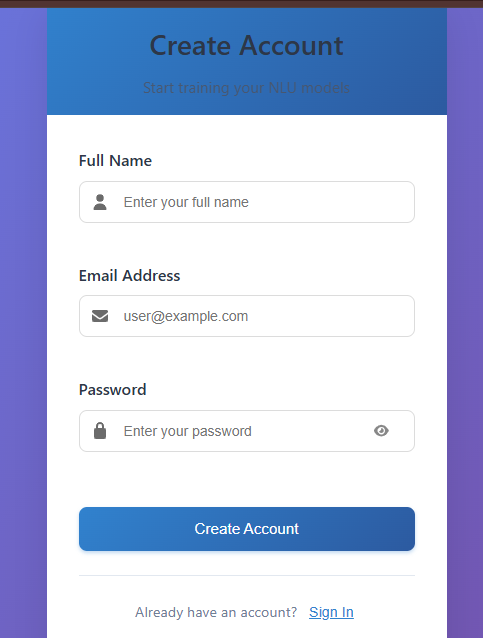 Create Account
Start training your NLU models
Full Name
Enter your full name
Email Address
user@example.com
Password
Enter your password
Create Account
Already have an account? Sign In